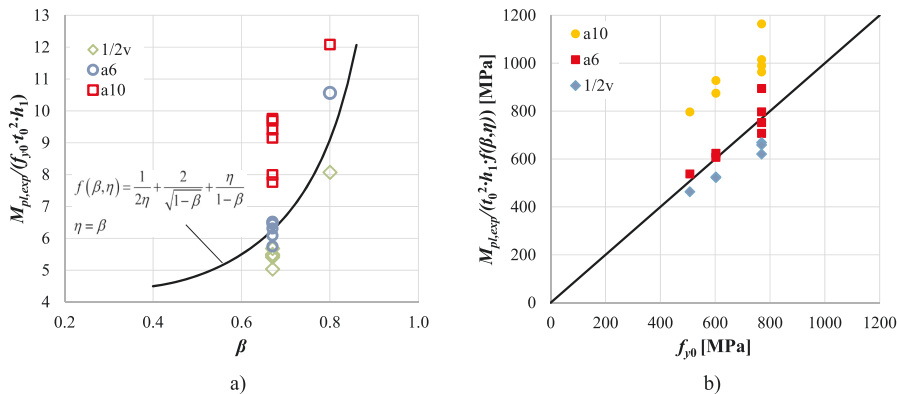 13
12
11
10
9
8
7
6
5
4
1/2v
a6
a10
f(β,η) = 1/2η + 2/√1−β + η/1−β
η = β
M_pl,exp/(f_y0·t_0^2·h_1)
0.2 0.4 0.6 0.8 1.0
β
a)
1200
1000
800
600
400
200
0
a10
a6
1/2v
M_pl,exp/(t_0^2·h_1·f(β,η)) [MPa]
0 200 400 600 800 1000 1200
f_y0 [MPa]
b)